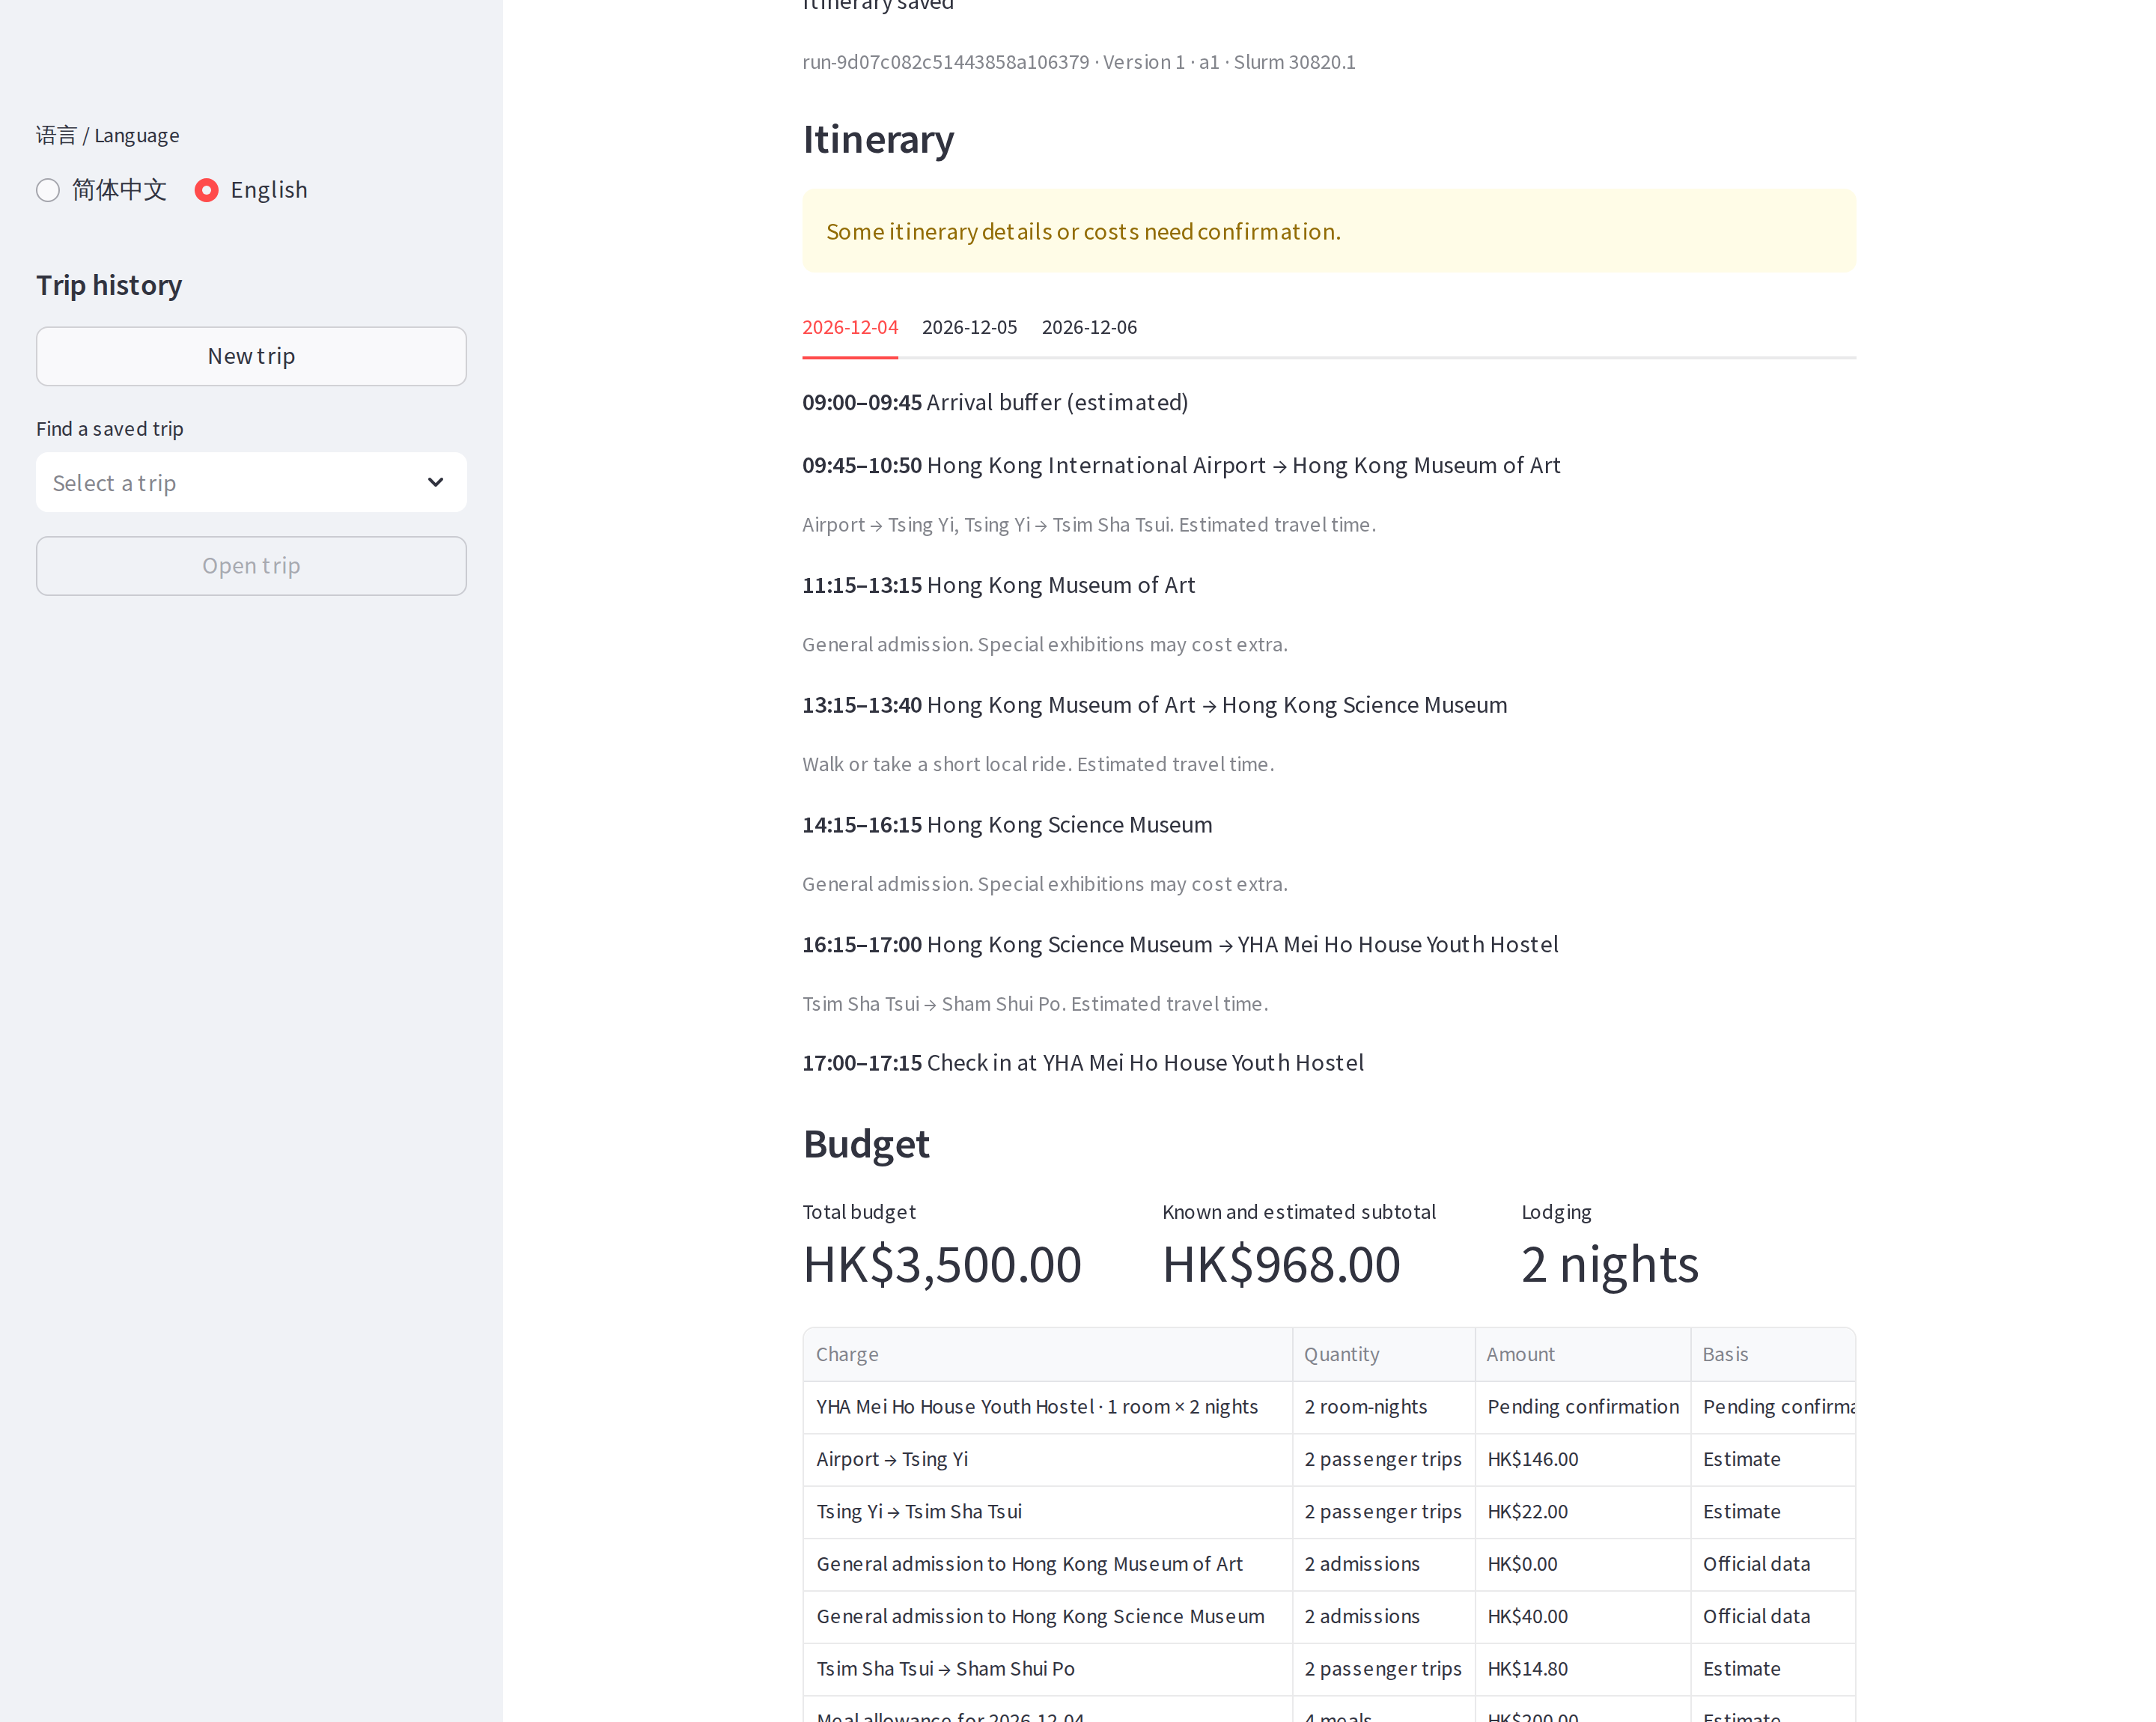 语言 / Language
简体中文 English
Trip history
New trip
Find a saved trip
Select a trip
Open trip
Itinerary saved
run-9d07c082c51443858a106379 · Version 1 · a1 · Slurm 30820.1
Itinerary
Some itinerary details or costs need confirmation.
2026-12-04 2026-12-05 2026-12-06
09:00–09:45 Arrival buffer (estimated)
09:45–10:50 Hong Kong International Airport → Hong Kong Museum of Art
Airport → Tsing Yi, Tsing Yi → Tsim Sha Tsui. Estimated travel time.
11:15–13:15 Hong Kong Museum of Art
General admission. Special exhibitions may cost extra.
13:15–13:40 Hong Kong Museum of Art → Hong Kong Science Museum
Walk or take a short local ride. Estimated travel time.
14:15–16:15 Hong Kong Science Museum
General admission. Special exhibitions may cost extra.
16:15–17:00 Hong Kong Science Museum → YHA Mei Ho House Youth Hostel
Tsim Sha Tsui → Sham Shui Po. Estimated travel time.
17:00–17:15 Check in at YHA Mei Ho House Youth Hostel
Budget
Total budget Known and estimated subtotal Lodging
HK$3,500.00 HK$968.00 2 nights
Charge Quantity Amount Basis
YHA Mei Ho House Youth Hostel · 1 room × 2 nights 2 room-nights Pending confirmation Pending confirma
Airport → Tsing Yi 2 passenger trips HK$146.00 Estimate
Tsing Yi → Tsim Sha Tsui 2 passenger trips HK$22.00 Estimate
General admission to Hong Kong Museum of Art 2 admissions HK$0.00 Official data
General admission to Hong Kong Science Museum 2 admissions HK$40.00 Official data
Tsim Sha Tsui → Sham Shui Po 2 passenger trips HK$14.80 Estimate
Meal allowance for 2026-12-04 4 meals HK$200.00 Estimate